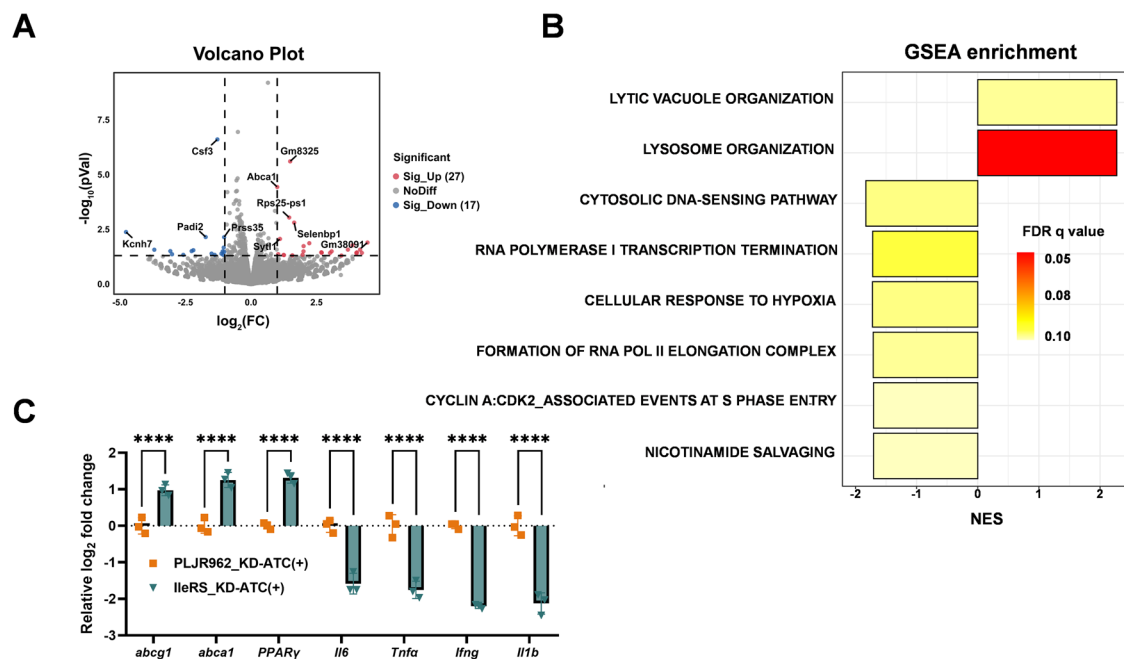 A
Volcano Plot
-log10(pVal)
7.5
5.0
2.5
0.0
Csf3
Gm8325
Abca1
Rps25-ps1
Padi2
Prss35
Selenbp1
Kcnh7
Sytl1
Gm38091
-5.0
-2.5
0.0
2.5
log2(FC)
Significant
Sig_Up (27)
NoDiff
Sig_Down (17)
B
GSEA enrichment
LYTIC VACUOLE ORGANIZATION
LYSOSOME ORGANIZATION
CYTOSOLIC DNA-SENSING PATHWAY
RNA POLYMERASE I TRANSCRIPTION TERMINATION
CELLULAR RESPONSE TO HYPOXIA
FORMATION OF RNA POL II ELONGATION COMPLEX
CYCLIN A:CDK2_ASSOCIATED EVENTS AT S PHASE ENTRY
NICOTINAMIDE SALVAGING
FDR q value
0.05
0.08
0.10
-2
-1
0
1
2
NES
C
Relative log2 fold change
2
1
0
-1
-2
-3
**** **** **** **** **** **** ****
PLJR962_KD-ATC(+)
IleRS_KD-ATC(+)
abcg1 abca1 PPARγ Il6 Tnfα Ifng Il1b